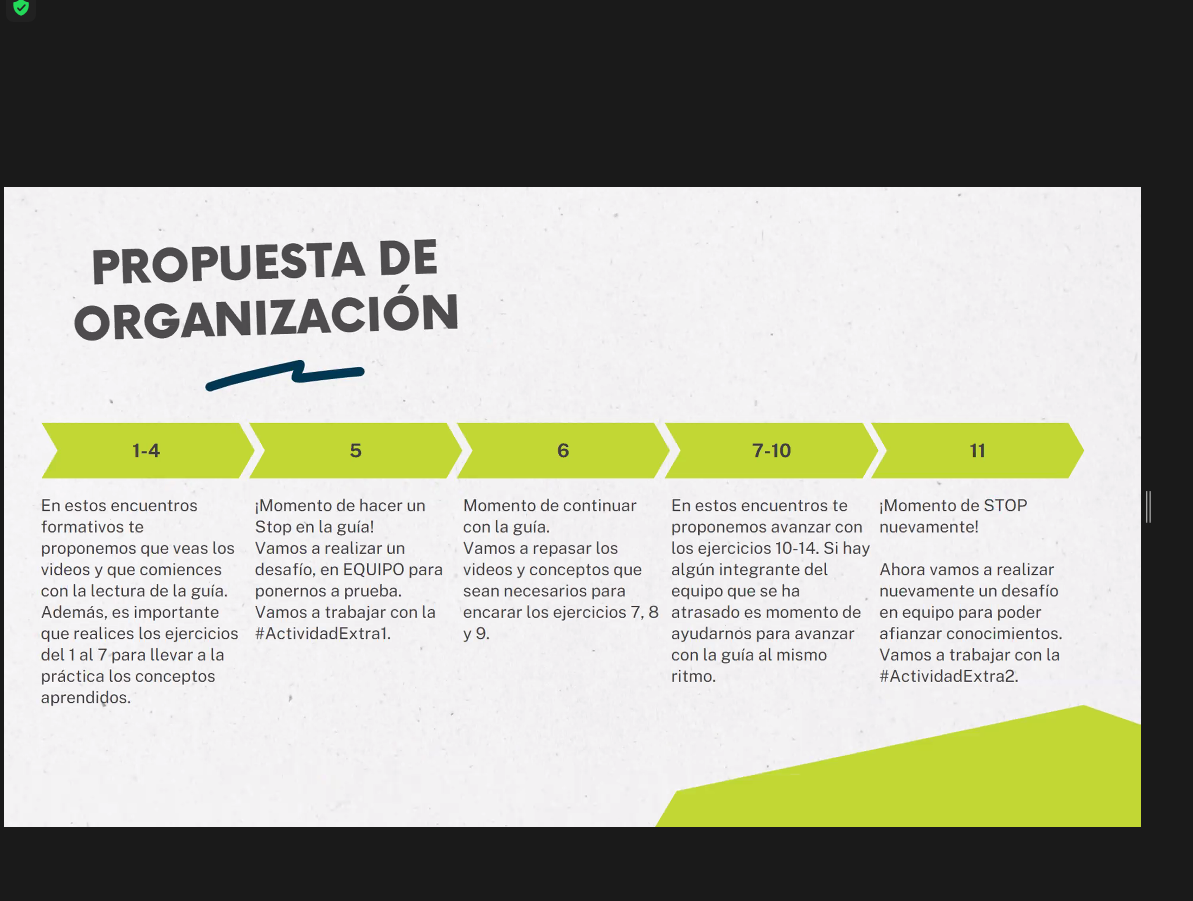 PROPUESTA DE
ORGANIZACIÓN
1-4
En estos encuentros
formativos te
proponemos que veas los
videos y que comiences
con la lectura de la guía.
Además, es importante
que realices los ejercicios
del 1 al 7 para llevar a la
práctica los conceptos
aprendidos.
5
¡Momento de hacer un
Stop en la guía!
Vamos a realizar un
desafío, en EQUIPO para
ponernos a prueba.
Vamos a trabajar con la
#ActividadExtra1.
6
Momento de continuar
con la guía.
Vamos a repasar los
videos y conceptos que
sean necesarios para
encarar los ejercicios 7, 8
y 9.
7-10
En estos encuentros te
proponemos avanzar con
los ejercicios 10-14. Si hay
algún integrante del
equipo que se ha
atrasado es momento de
ayudarnos para avanzar
con la guía al mismo
ritmo.
11
¡Momento de STOP
nuevamente!
Ahora vamos a realizar
nuevamente un desafío
en equipo para poder
afianzar conocimientos.
Vamos a trabajar con la
#ActividadExtra2.